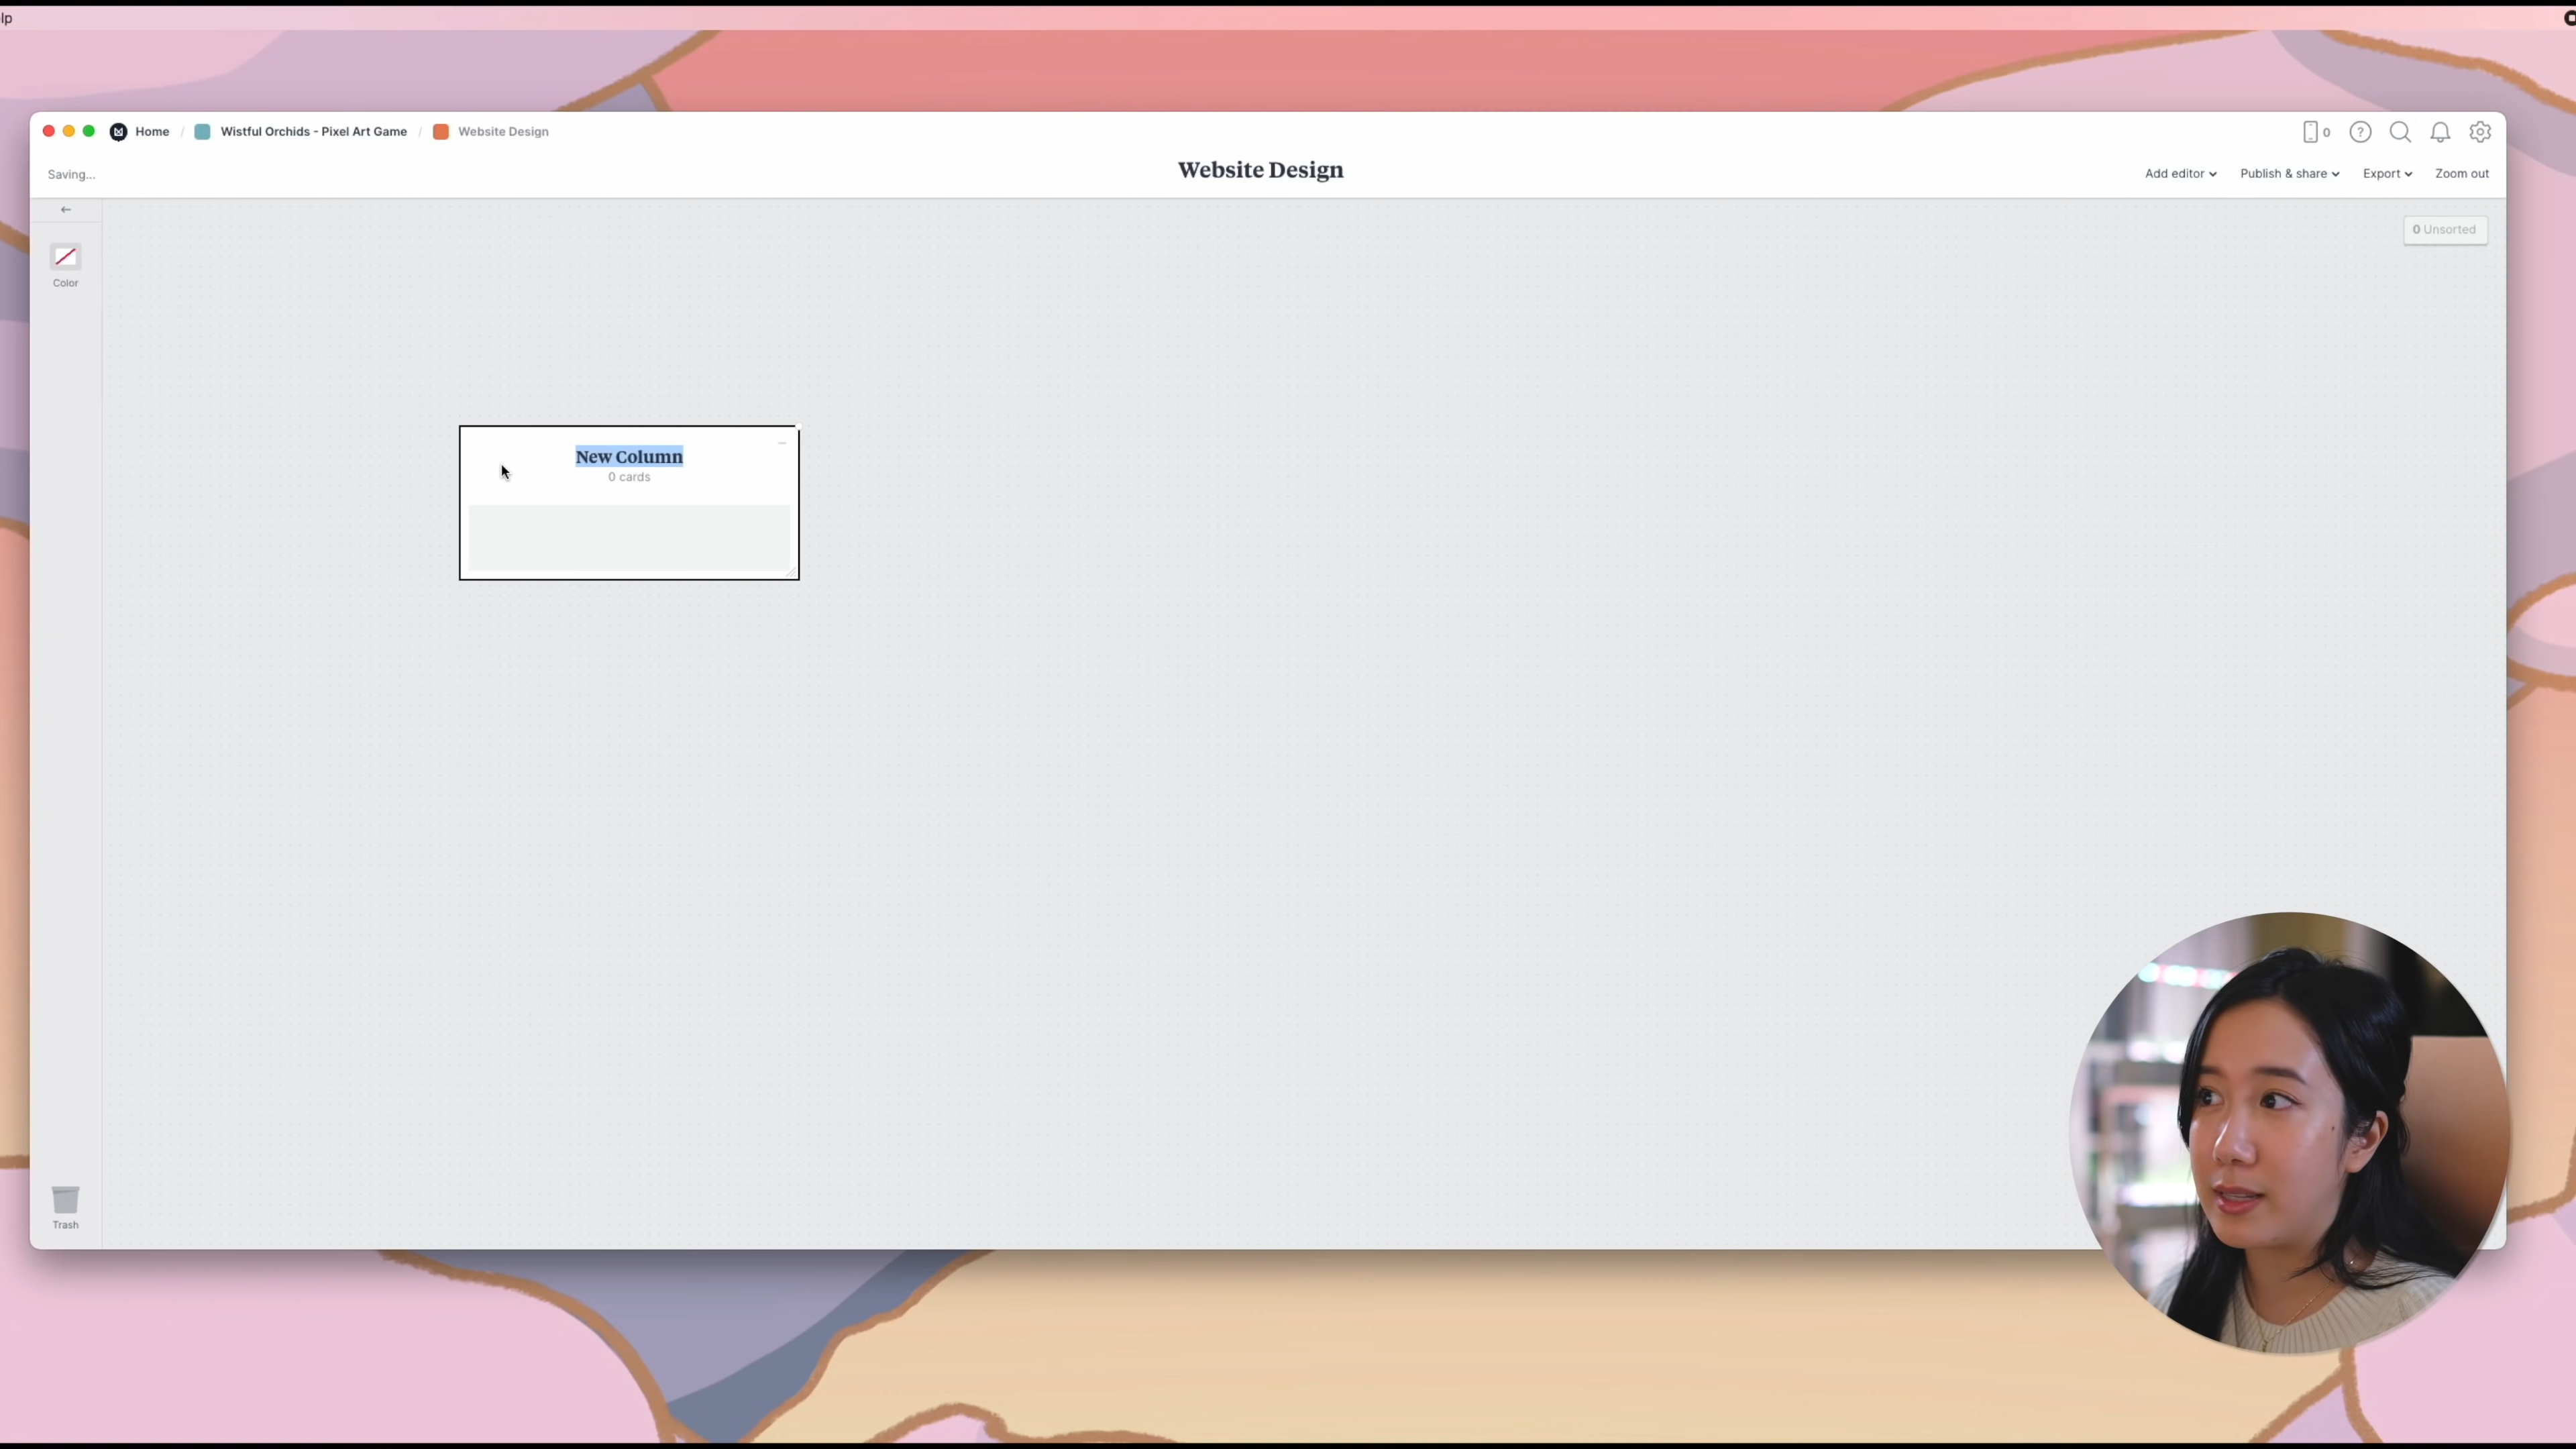 lp
Home / Wistful Orchids - Pixel Art Game / Website Design
0
?
Saving...
Website Design
Add editor
Publish & share
Export
Zoom out
0 Unsorted
Color
New Column
0 cards
Trash